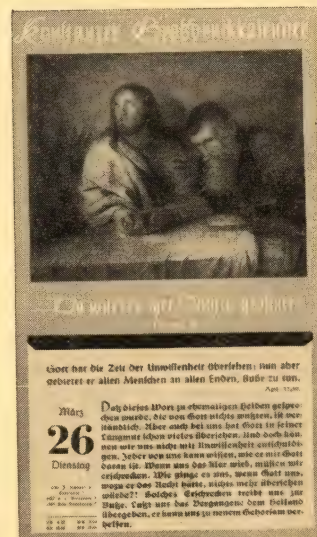 Konstanzer Großdruckkalender
Gott hat die Zeit der Unwissenheit übersehen; nun aber
gebietet er allen Menschen an allen Enden, Buße zu tun.
März
26
Dienstag
Daß dieses Wort zu ehemaligen Heiden gespro-
chen wurde, die von Gott nichts wußten, ist ver-
ständlich. Aber auch bei uns hat Gott in seiner
Langmut schon vieles übersehen. Und doch kön-
nen wir uns nicht mit Unwissenheit entschuldi-
gen. Jeder von uns kann wissen, wie er mit Gott
daran ist. Wenn uns das klar wird, müssen wir
erschrecken. Wie ginge es uns, wenn Gott uns,
wozu er das Recht hätte, nichts mehr übersehen
würde?! Solches Erschrecken treibt uns zur
Buße. Laßt uns das Vergangene dem Heiland
übergeben, er kann uns zu neuem Gehorsam ver-
helfen.